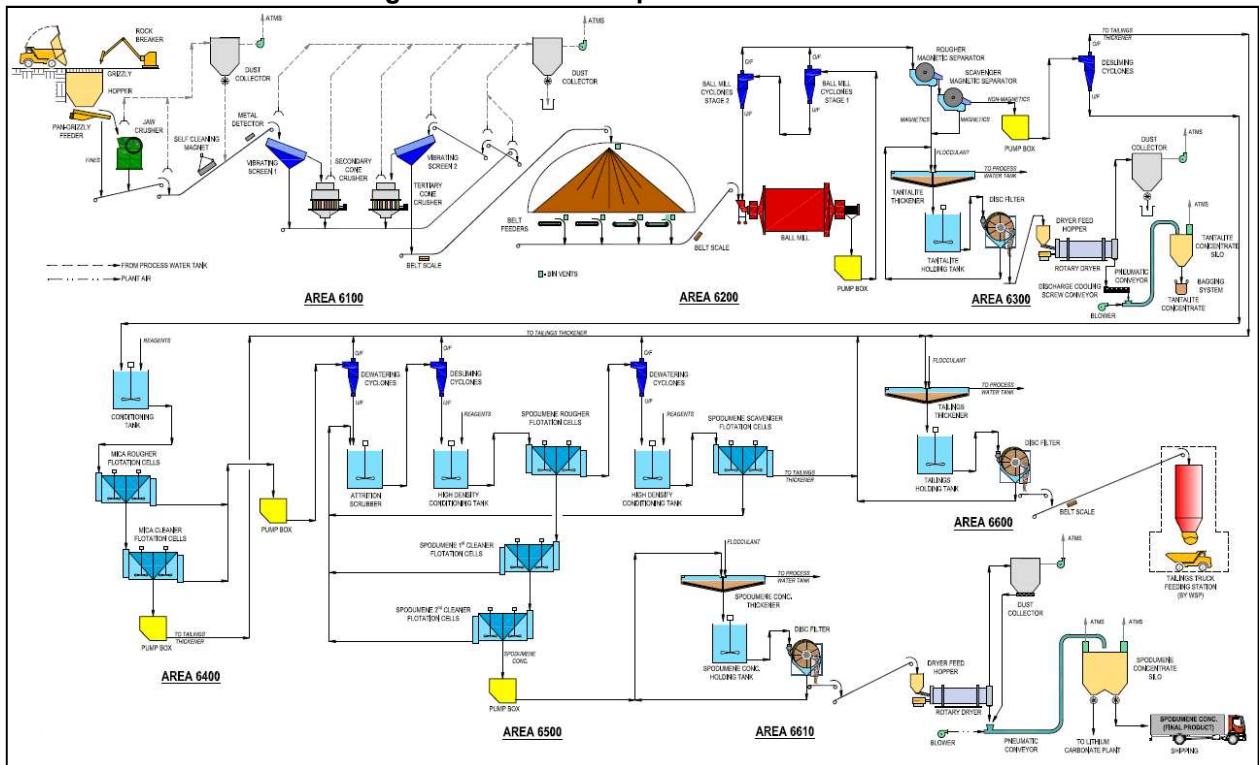 ATMS
ROCK
BREAKER
GRIZZLY
HOPPER
DUST
COLLECTOR
PAN-GRIZZLY
FEEDER
JAW
CRUSHER
FINES
SELF CLEANING
MAGNET
METAL
DETECTOR
ATMS
DUST
COLLECTOR
VIBRATING
SCREEN 1
SECONDARY
CONE
CRUSHER
VIBRATING
SCREEN 2
TERTIARY
CONE
CRUSHER
BELT SCALE
FROM PROCESS WATER TANK
PLANT AIR
AREA 6100
BELT
FEEDERS
BIN VENTS
BELT SCALE
O/F
O/F
BALL MILL
CYCLONES
STAGE 2
BALL MILL
CYCLONES
STAGE 1
U/F
U/F
BALL MILL
PUMP BOX
AREA 6200
ROUGHER
MAGNETIC SEPARATOR
SCAVENGER
MAGNETIC SEPARATOR
NON-MAGNETICS
MAGNETICS
MAGNETICS
PUMP BOX
TO TAILINGS
THICKENER
O/F
DESLIMING
CYCLONES
U/F
FLOCCULANT
TO PROCESS
WATER TANK
TANTALITE
THICKENER
DISC FILTER
TANTALITE
HOLDING TANK
DUST
COLLECTOR
ATMS
ATMS
DRYER FEED
HOPPER
ROTARY DRYER
PNEUMATIC
CONVEYOR
DISCHARGE COOLING
SCREW CONVEYOR
BLOWER
TANTALITE
CONCENTRATE
SILO
BAGGING
SYSTEM
TANTALITE
CONCENTRATE
AREA 6300
TO TAILINGS THICKENER
REAGENTS
CONDITIONING
TANK
MICA ROUGHER
FLOTATION CELLS
MICA CLEANER
FLOTATION CELLS
PUMP BOX
PUMP BOX
TO TAILINGS
THICKENER
AREA 6400
O/F
DEWATERING
CYCLONES
U/F
O/F
DESLIMING
CYCLONES
U/F
REAGENTS
ATTRITION
SCRUBBER
HIGH DENSITY
CONDITIONING TANK
SPODUMENE ROUGHER
FLOTATION CELLS
O/F
DEWATERING
CYCLONES
U/F
REAGENTS
HIGH DENSITY
CONDITIONING TANK
SPODUMENE SCAVENGER
FLOTATION CELLS
TO TAILINGS
THICKENER
SPODUMENE 1ST CLEANER
FLOTATION CELLS
SPODUMENE 2ND CLEANER
FLOTATION CELLS
SPODUMENE
CONC.
PUMP BOX
AREA 6500
FLOCCULANT
TO PROCESS
WATER TANK
TAILINGS
THICKENER
DISC FILTER
TAILINGS
HOLDING TANK
BELT SCALE
AREA 6600
TAILINGS TRUCK
FEEDING STATION
(BY WSP)
FLOCCULANT
TO PROCESS
WATER TANK
SPODUMENE CONC.
THICKENER
DISC FILTER
SPODUMENE CONC.
HOLDING TANK
AREA 6610
DRYER FEED
HOPPER
ROTARY DRYER
BLOWER
PNEUMATIC
CONVEYOR
ATMS
DUST
COLLECTOR
ATMS
ATMS
SPODUMENE
CONCENTRATE
SILO
TO LITHIUM
CARBONATE PLANT
SPODUMENE CONC.
(FINAL PRODUCT)
SHIPPING